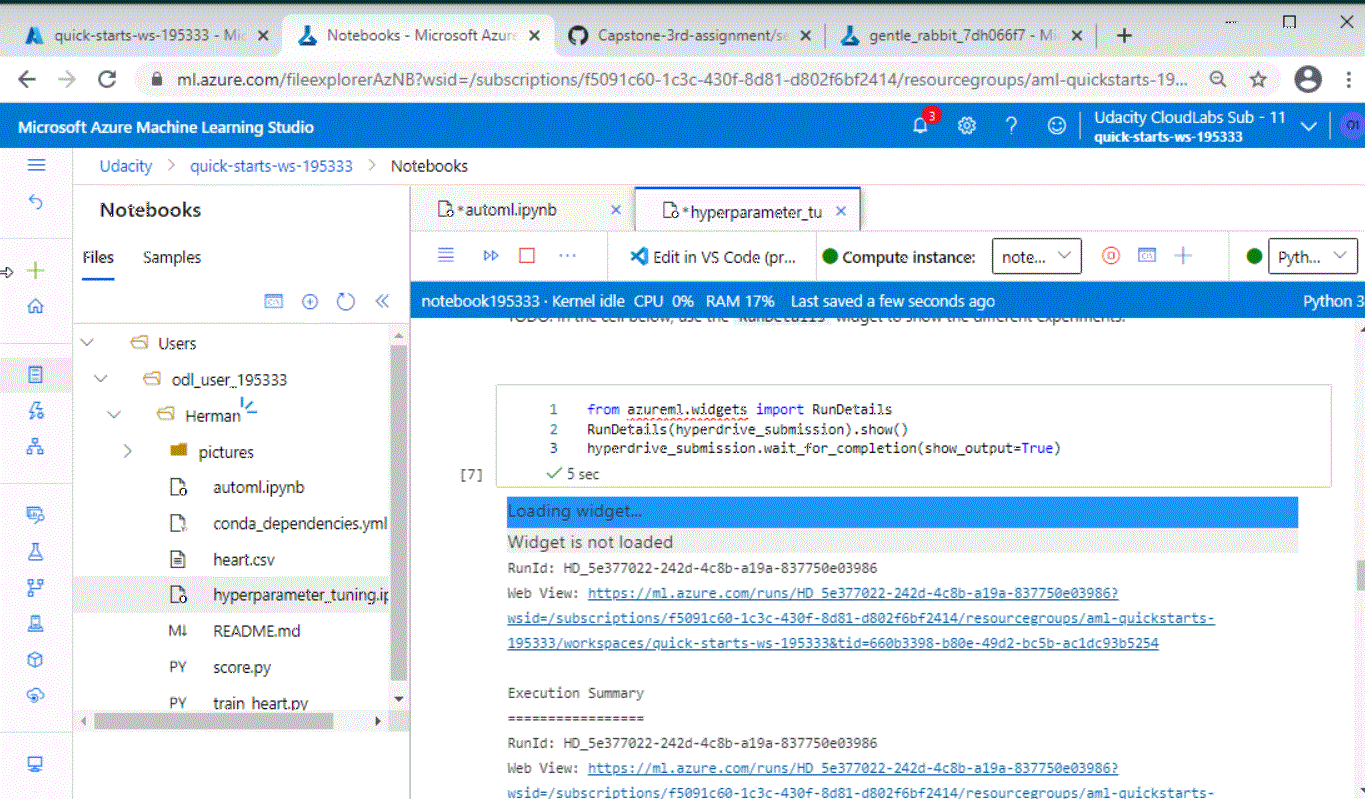 quick-starts-ws-195333 - Mic
Notebooks - Microsoft Azure
Capstone-3rd-assignment/se
gentle_rabbit_7dh066f7 - Mi
ml.azure.com/fileexplorerAzNB?wsid=/subscriptions/f5091c60-1c3c-430f-8d81-d802f6bf2414/resourcegroups/aml-quickstarts-19...
Microsoft Azure Machine Learning Studio
3
Udacity CloudLabs Sub - 11
quick-starts-ws-195333
Udacity > quick-starts-ws-195333 > Notebooks
Notebooks
Files
Samples
Users
odl_user_195333
Herman
pictures
automl.ipynb
conda_dependencies.yml
heart.csv
hyperparameter_tuning.ip
M↓ README.md
PY score.py
PY train_heart.py
*automl.ipynb
*hyperparameter_tu
Edit in VS Code (pr...
Compute instance:
note...
Pyth...
notebook195333 · Kernel idle CPU 0% RAM 17% Last saved a few seconds ago
Python 3
TODO: In the cell below, use the `RunDetails` widget to show the different experiments.
1 from azureml.widgets import RunDetails
2 RunDetails(hyperdrive_submission).show()
3 hyperdrive_submission.wait_for_completion(show_output=True)
[7]
5 sec
Loading widget...
Widget is not loaded
RunId: HD_5e377022-242d-4c8b-a19a-837750e03986
Web View: https://ml.azure.com/runs/HD_5e377022-242d-4c8b-a19a-837750e03986?
wsid=/subscriptions/f5091c60-1c3c-430f-8d81-d802f6bf2414/resourcegroups/aml-quickstarts-
195333/workspaces/quick-starts-ws-195333&tid=660b3398-b80e-49d2-bc5b-ac1dc93b5254
Execution Summary
=================
RunId: HD_5e377022-242d-4c8b-a19a-837750e03986
Web View: https://ml.azure.com/runs/HD_5e377022-242d-4c8b-a19a-837750e03986?
wsid=/subscriptions/f5091c60-1c3c-430f-8d81-d802f6bf2414/resourcegroups/aml-quickstarts-